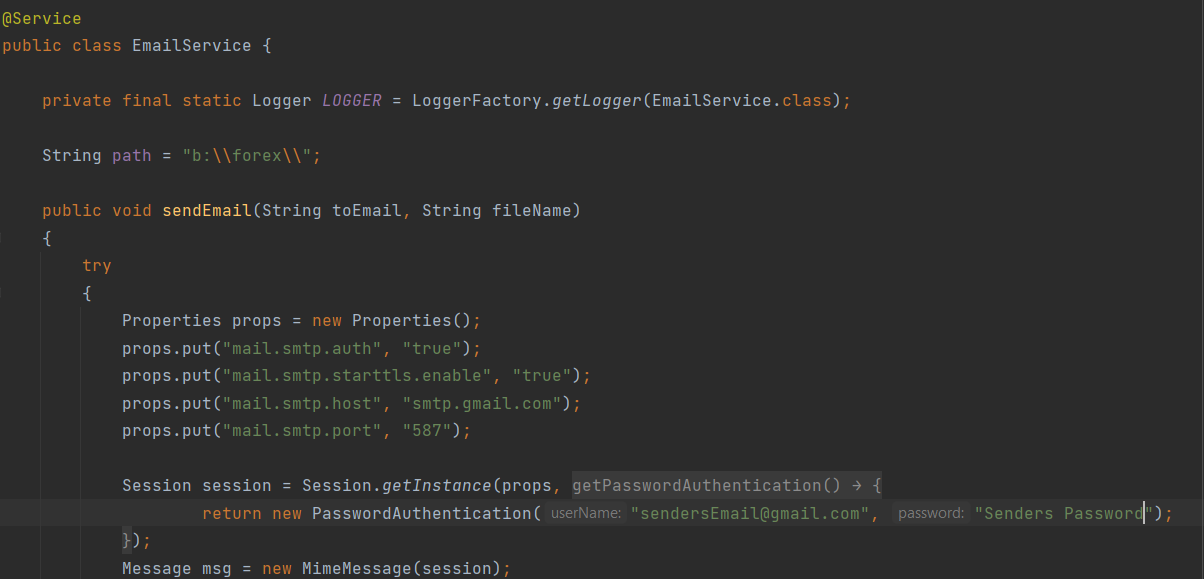 @Service
public class EmailService {
private final static Logger LOGGER = LoggerFactory.getLogger(EmailService.class);
String path = "b:\\forex\\";
public void sendEmail(String toEmail, String fileName)
{
try
{
Properties props = new Properties();
props.put("mail.smtp.auth", "true");
props.put("mail.smtp.starttls.enable", "true");
props.put("mail.smtp.host", "smtp.gmail.com");
props.put("mail.smtp.port", "587");
Session session = Session.getInstance(props, getPasswordAuthentication() → {
return new PasswordAuthentication( userName: "sendersEmail@gmail.com", password: "Senders Password");
});
Message msg = new MimeMessage(session);